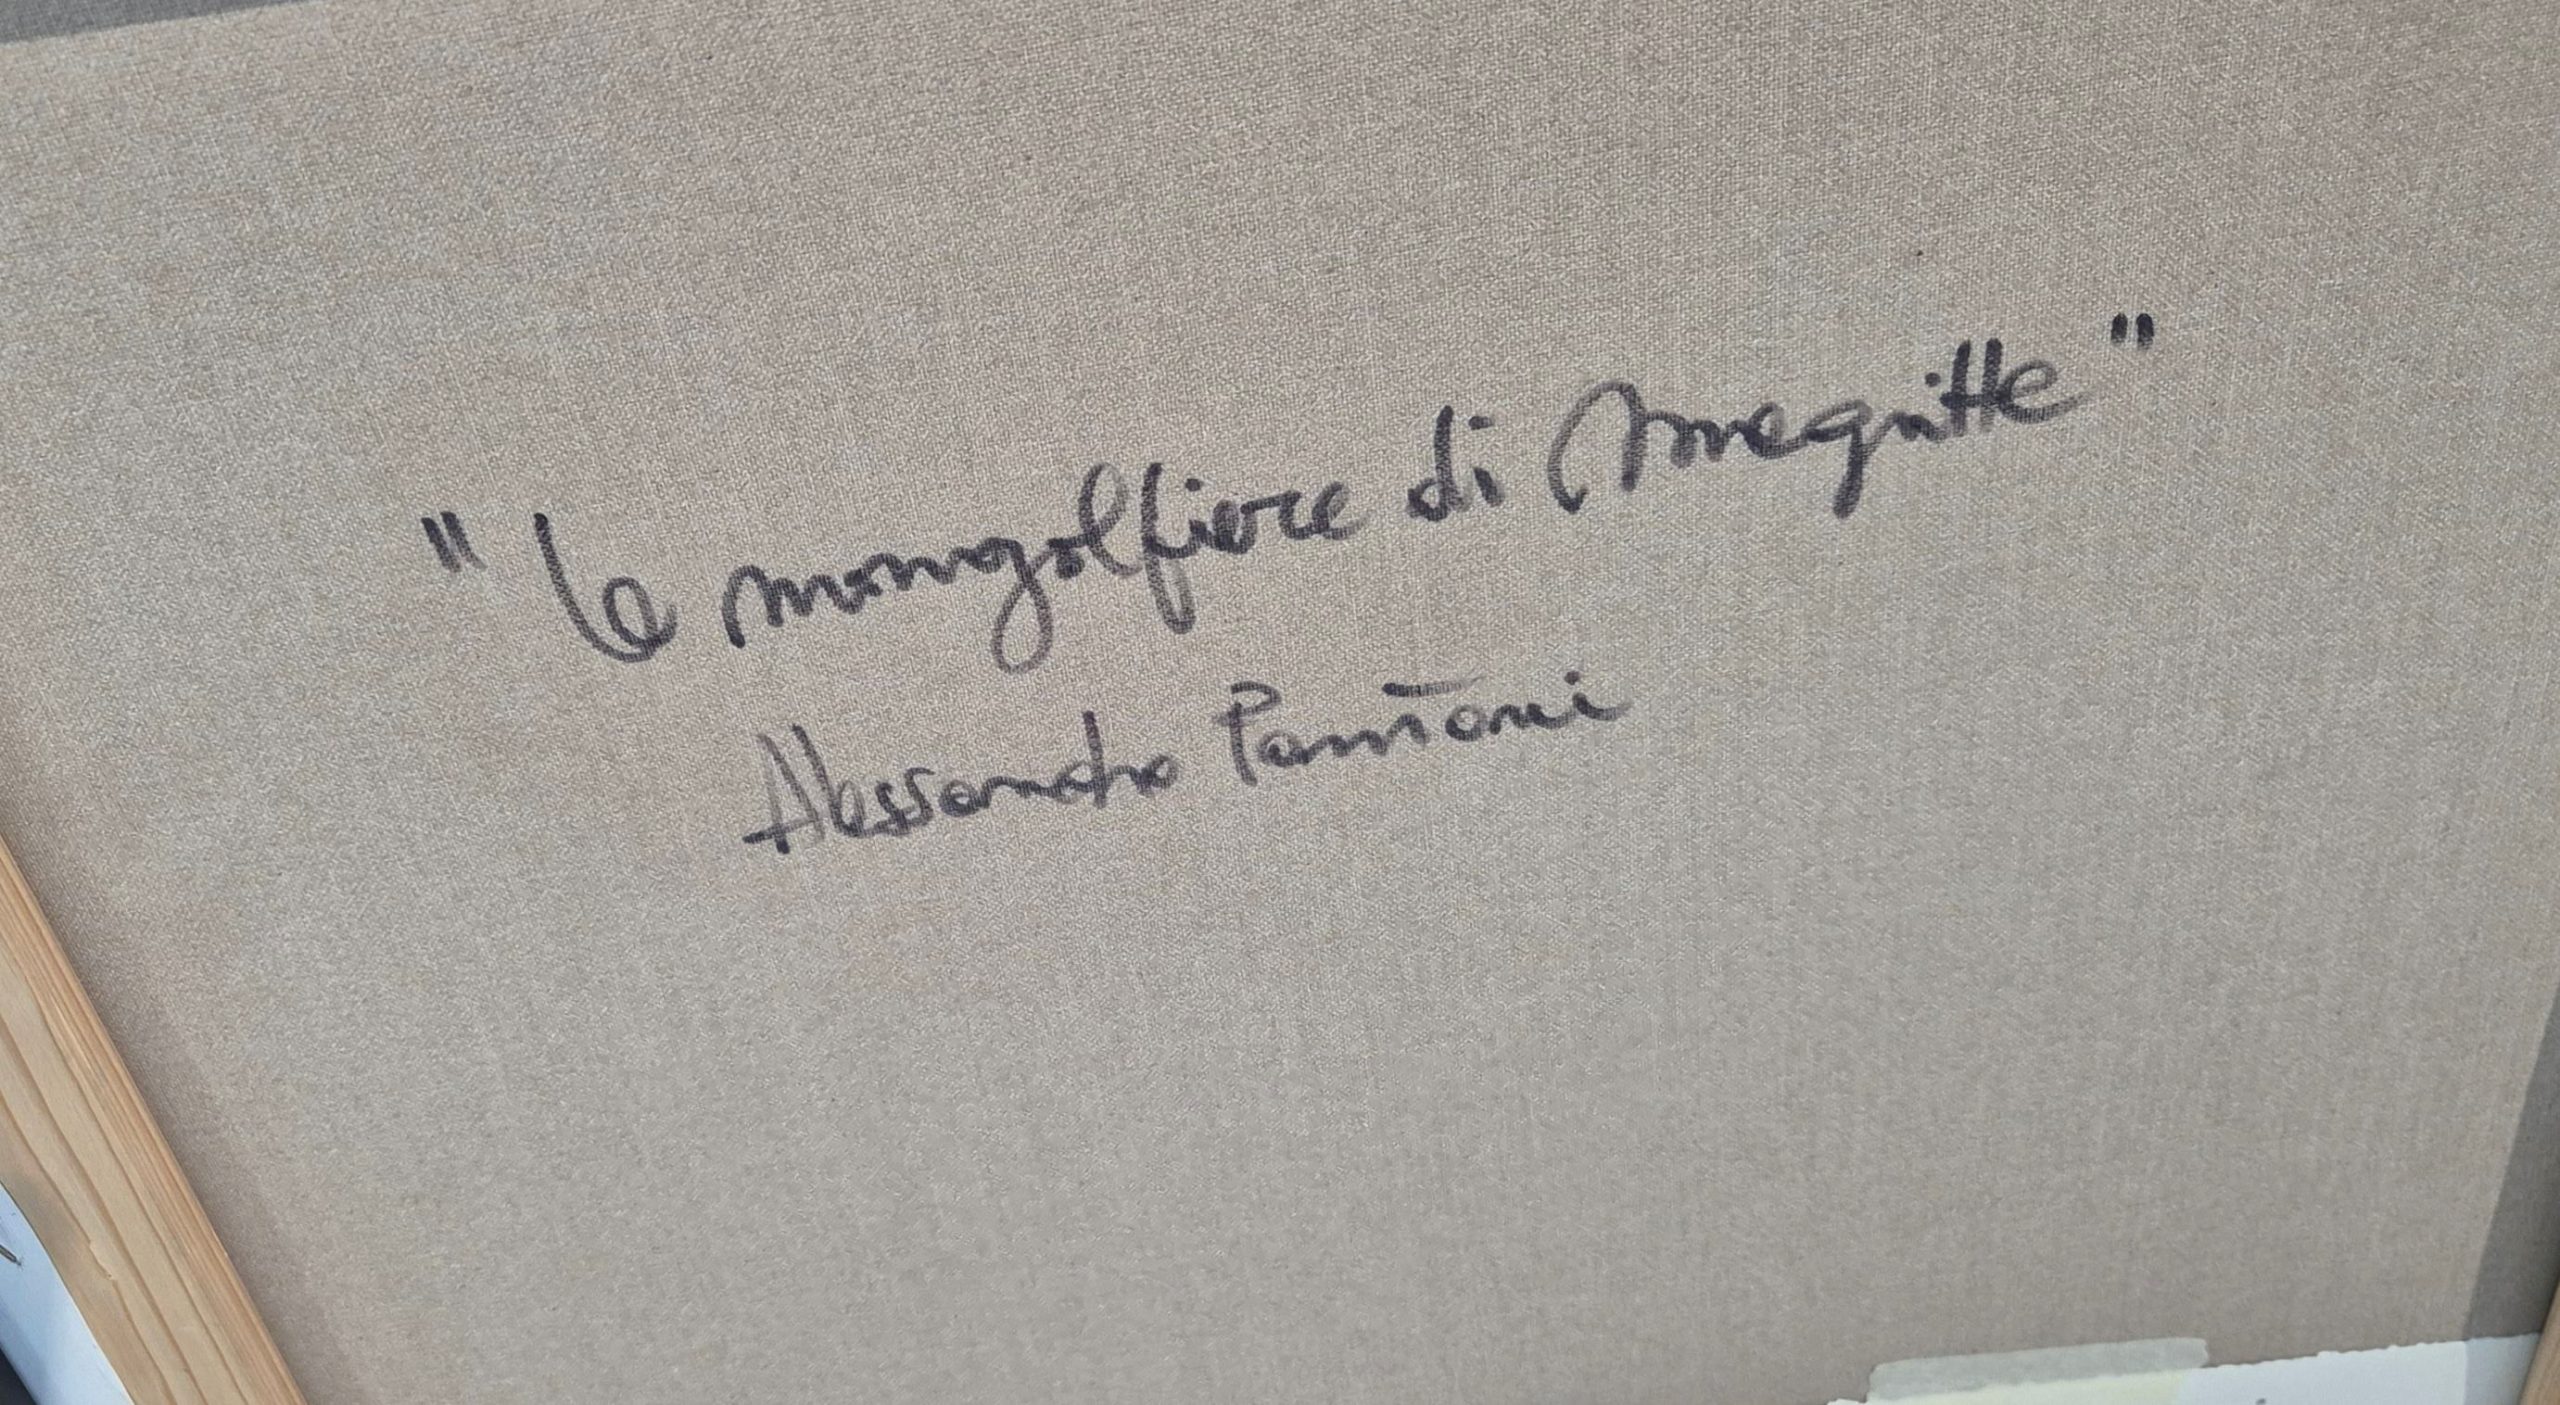 "Le mongolfiere di Magritte"
Alessandro Pantoni